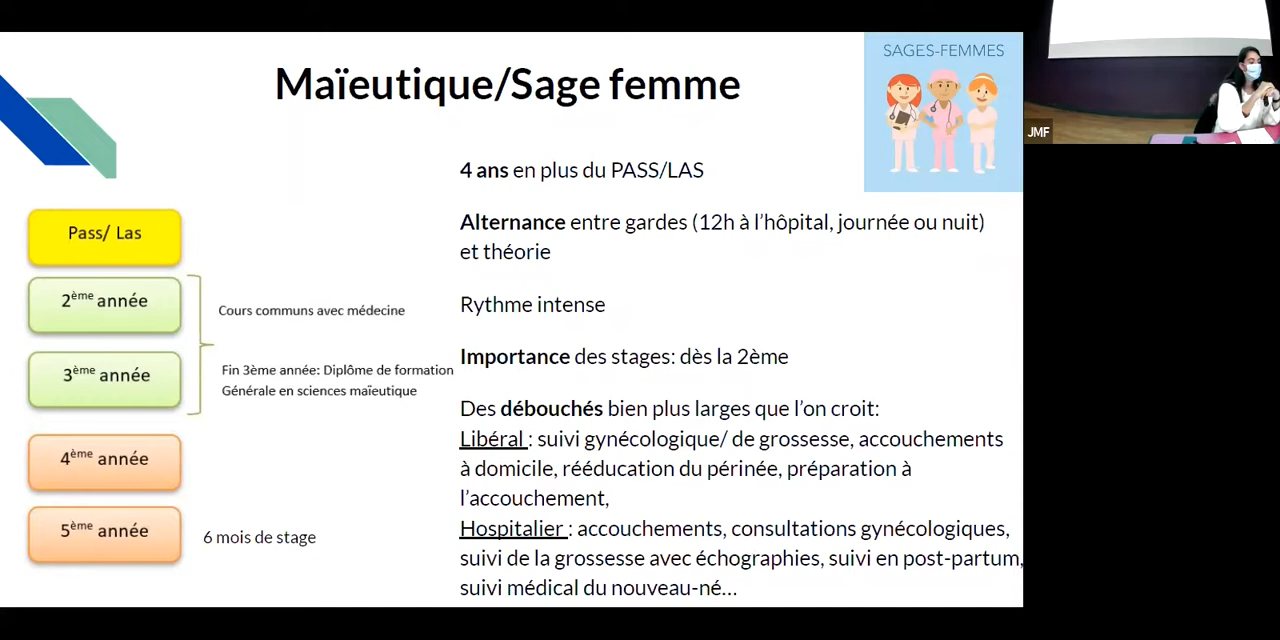 Maïeutique/Sage femme
SAGES-FEMMES
JMF
Pass/ Las
2ème année
3ème année
4ème année
5ème année
Cours communs avec médecine
Fin 3ème année: Diplôme de formation
Générale en sciences maïeutique
6 mois de stage
4 ans en plus du PASS/LAS
Alternance entre gardes (12h à l'hôpital, journée ou nuit)
et théorie
Rythme intense
Importance des stages: dès la 2ème
Des débouchés bien plus larges que l'on croit:
Libéral : suivi gynécologique/ de grossesse, accouchements
à domicile, rééducation du périnée, préparation à
l'accouchement,
Hospitalier : accouchements, consultations gynécologiques,
suivi de la grossesse avec échographies, suivi en post-partum,
suivi médical du nouveau-né…